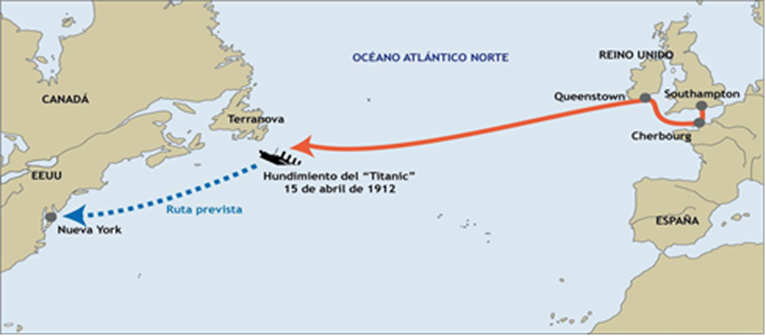 OCÉANO ATLÁNTICO NORTE
REINO UNIDO
CANADÁ
Queenstown
Southampton
Terranova
Cherbourg
EEUU
Hundimiento del “Titanic”
15 de abril de 1912
Ruta prevista
ESPAÑA
Nueva York